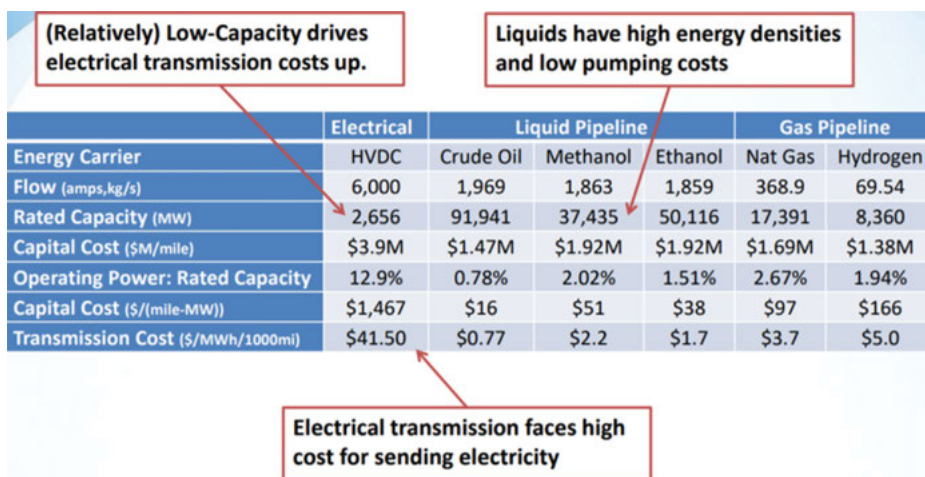 (Relatively) Low-Capacity drives
electrical transmission costs up.
Liquids have high energy densities
and low pumping costs
Electrical Liquid Pipeline Gas Pipeline
Energy Carrier HVDC Crude Oil Methanol Ethanol Nat Gas Hydrogen
Flow (amps,kg/s) 6,000 1,969 1,863 1,859 368.9 69.54
Rated Capacity (MW) 2,656 91,941 37,435 50,116 17,391 8,360
Capital Cost ($M/mile) $3.9M $1.47M $1.92M $1.92M $1.69M $1.38M
Operating Power: Rated Capacity 12.9% 0.78% 2.02% 1.51% 2.67% 1.94%
Capital Cost ($/(mile-MW)) $1,467 $16 $51 $38 $97 $166
Transmission Cost ($/MWh/1000mi) $41.50 $0.77 $2.2 $1.7 $3.7 $5.0
Electrical transmission faces high
cost for sending electricity